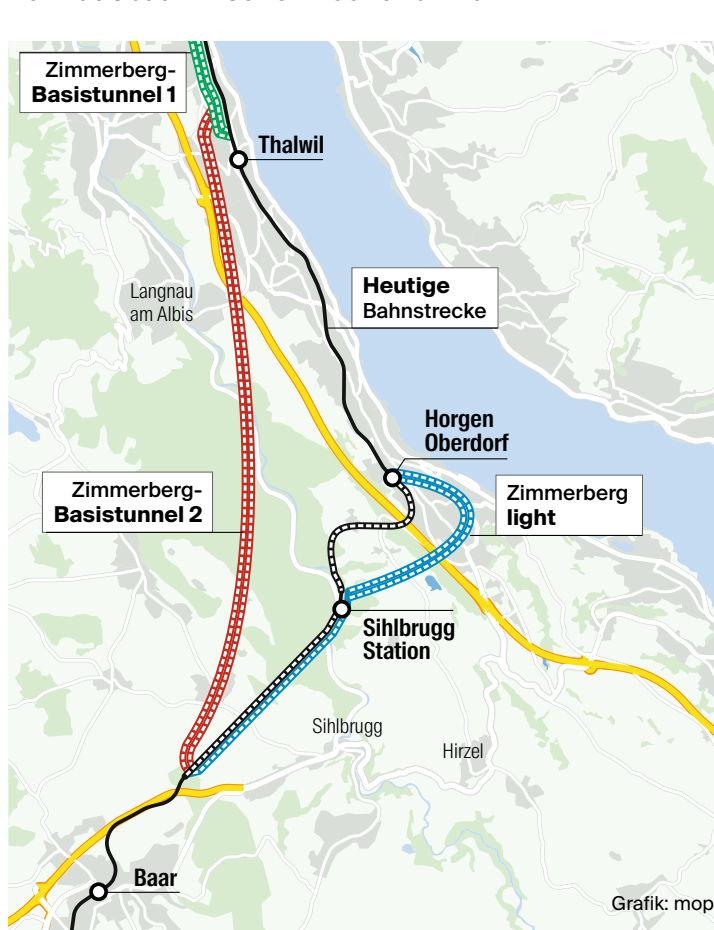 Zimmerberg-
Basistunnel 1
Thalwil
Langnau
am Albis
Heutige
Bahnstrecke
Horgen
Oberdorf
Zimmerberg-
Basistunnel 2
Zimmerberg
light
Sihlbrugg
Station
Sihlbrugg
Hirzel
Baar
Grafik: mop